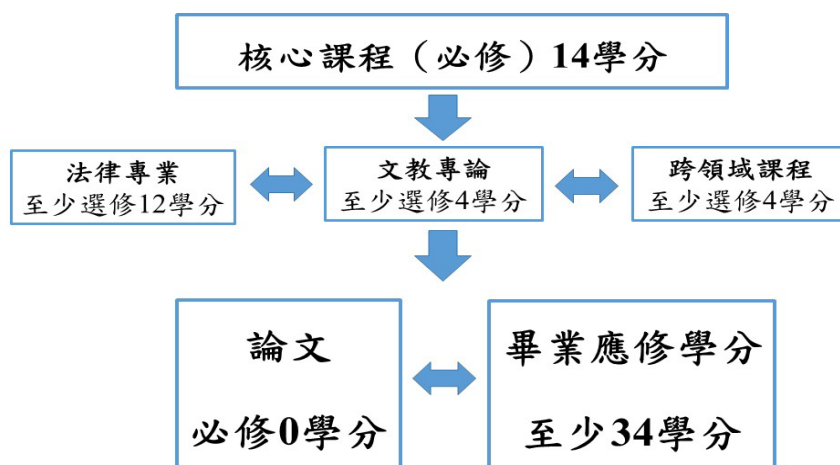 核心課程（必修）14學分
法律專業
至少選修12學分
文教專論
至少選修4學分
跨領域課程
至少選修4學分
論文
必修0學分
畢業應修學分
至少34學分